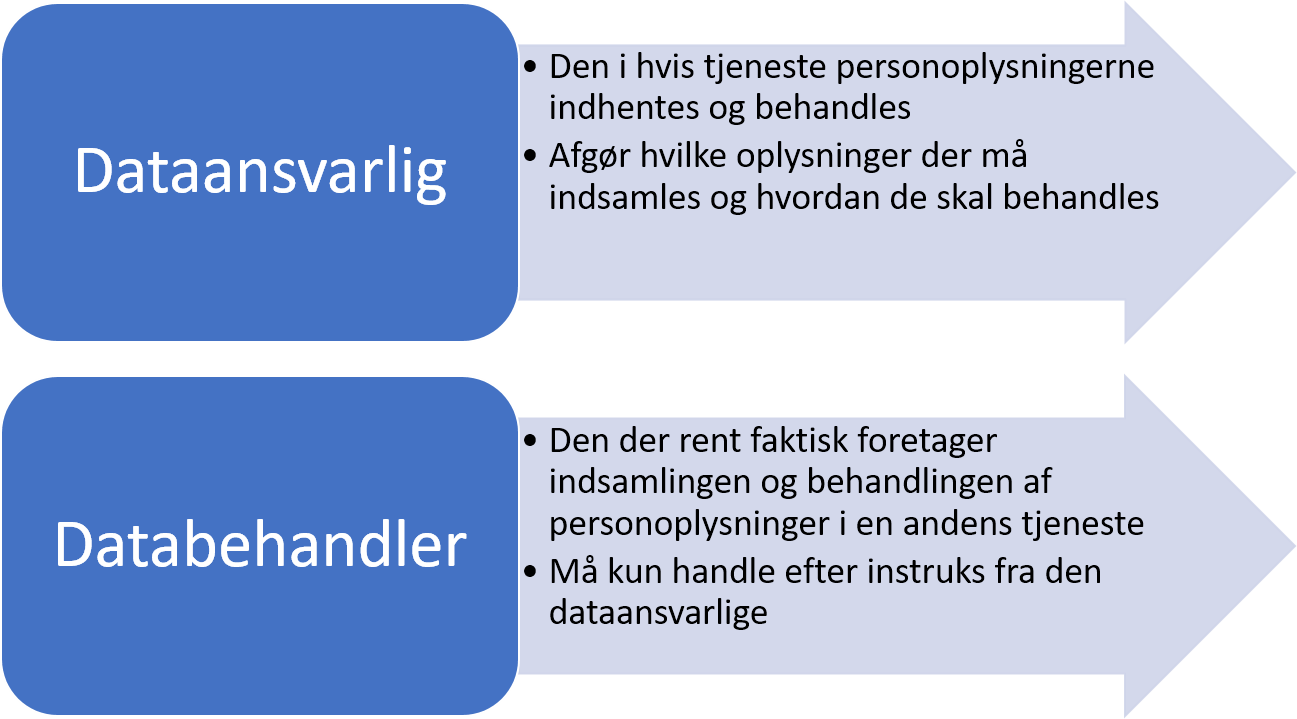 Dataansvarlig
• Den i hvis tjeneste personoplysningerne
indhentes og behandles
• Afgør hvilke oplysninger der må
indsamles og hvordan de skal behandles
Databehandler
• Den der rent faktisk foretager
indsamlingen og behandlingen af
personoplysninger i en andens tjeneste
• Må kun handle efter instruks fra den
dataansvarlige